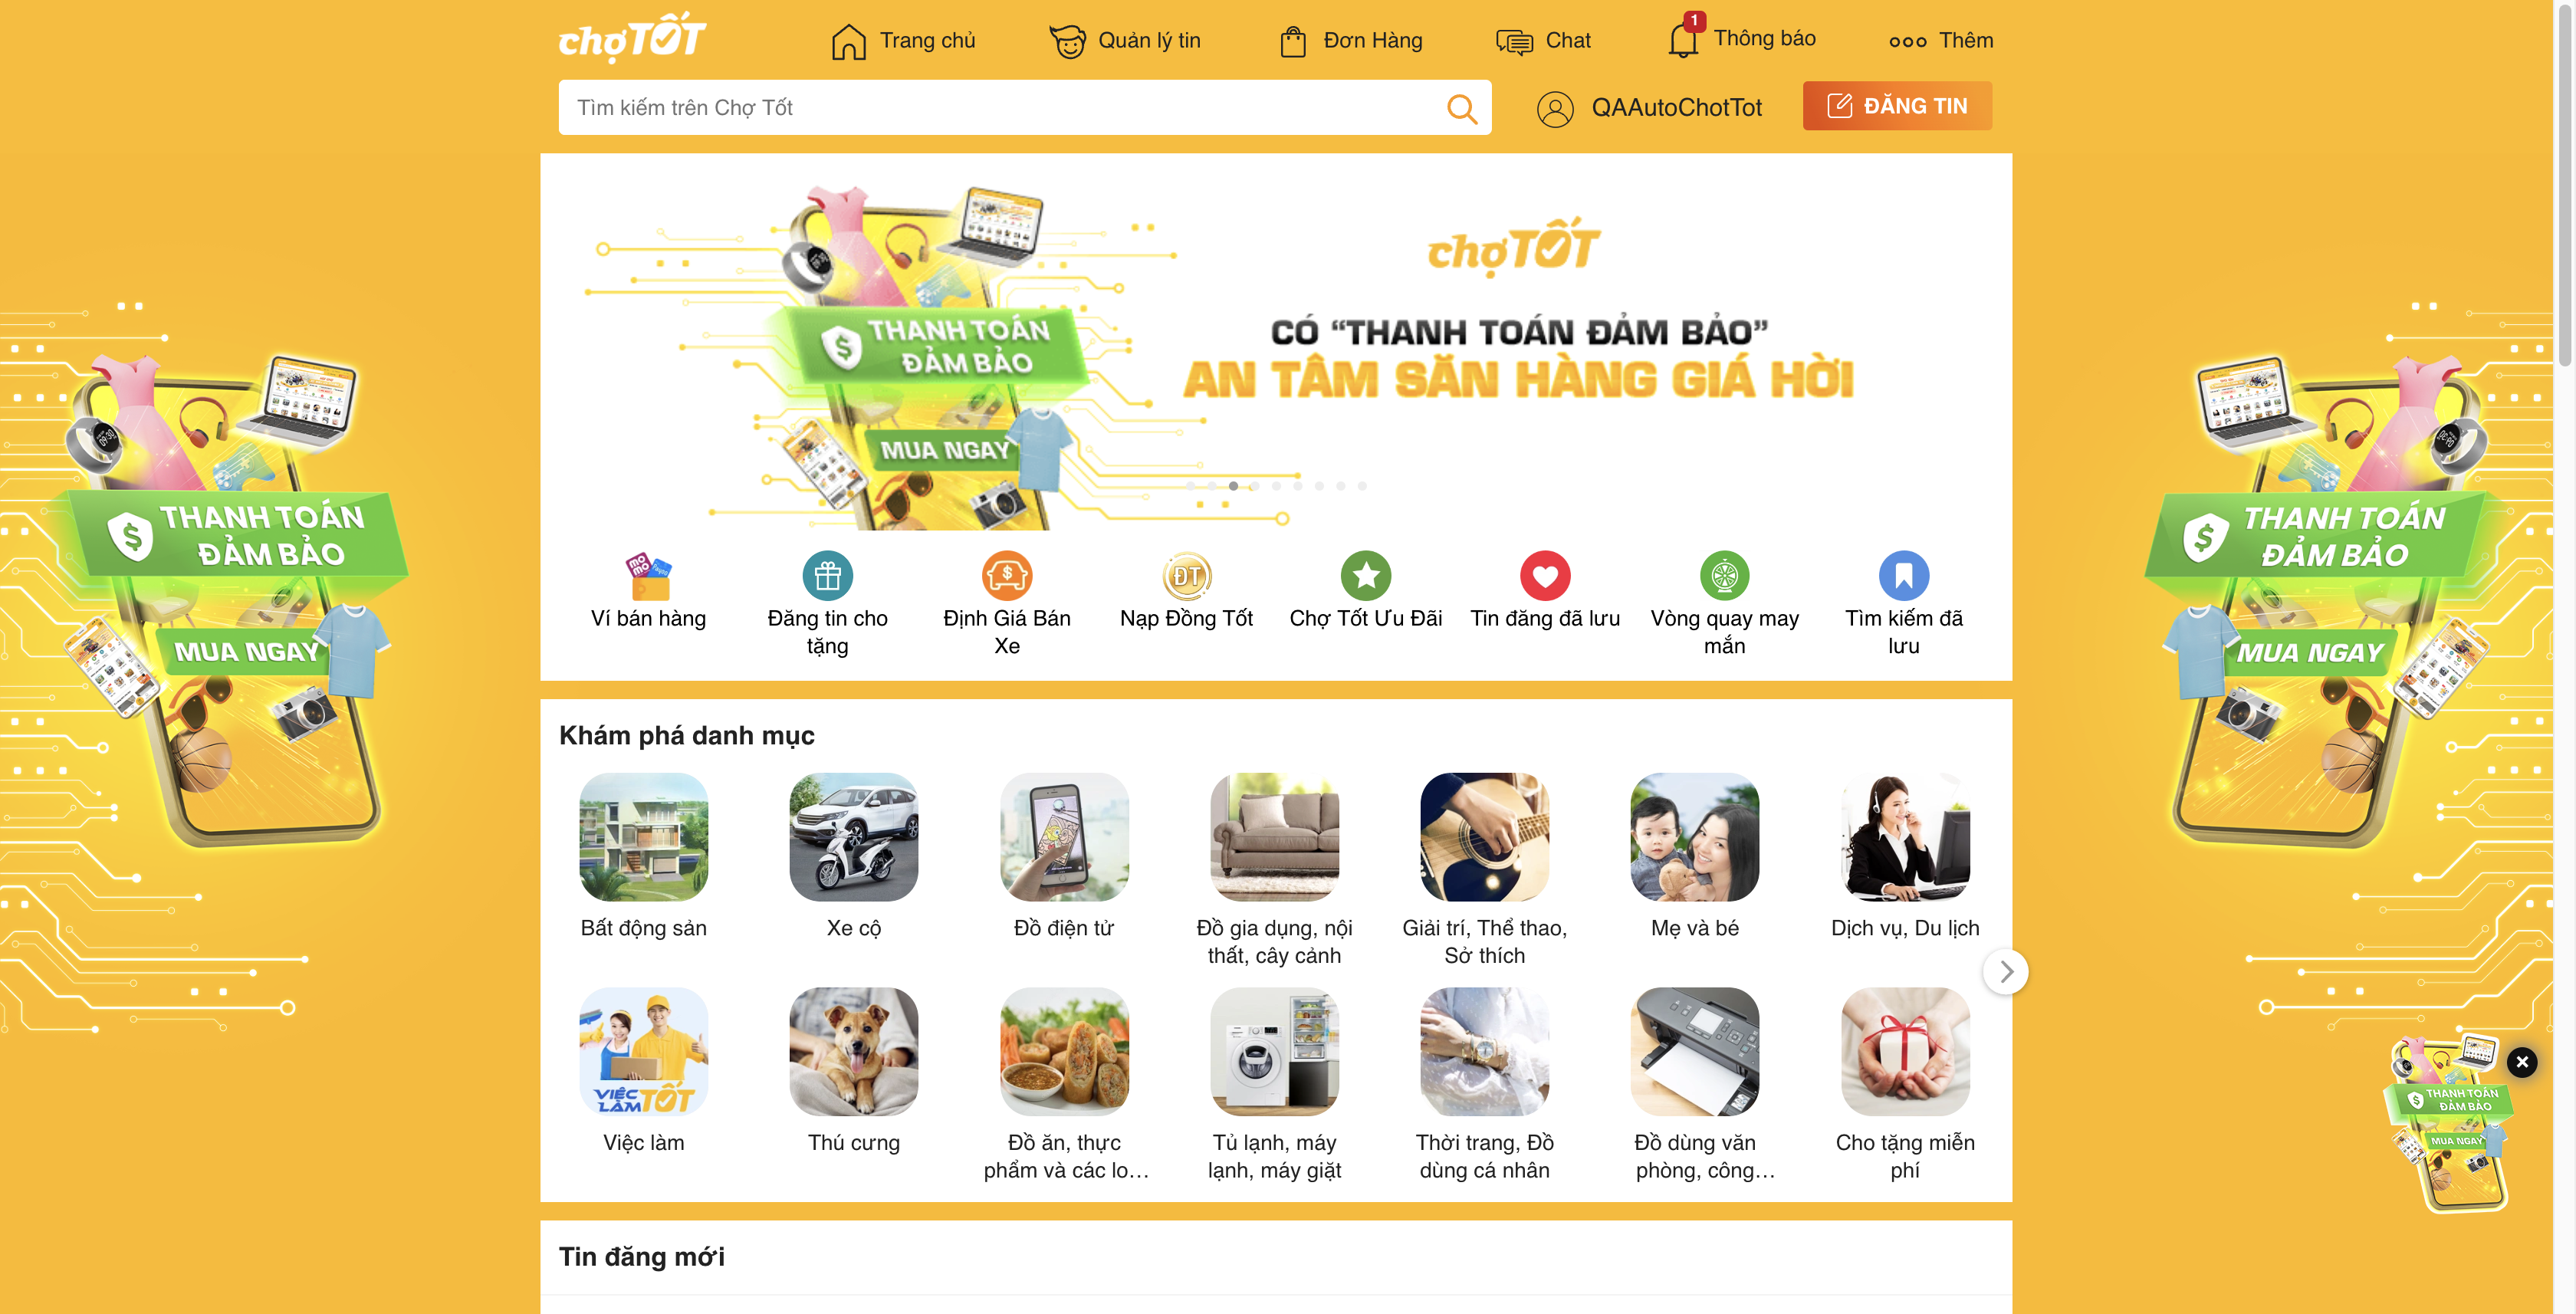 chợTỐT
Trang chủ
Quản lý tin
Đơn Hàng
Chat
1
Thông báo
Thêm
Tìm kiếm trên Chợ Tốt
QAAutoChotTot
ĐĂNG TIN
chợTỐT
CÓ “THANH TOÁN ĐẢM BẢO”
AN TÂM SĂN HÀNG GIÁ HỜI
THANH TOÁN
ĐẢM BẢO
MUA NGAY
THANH TOÁN
ĐẢM BẢO
MUA NGAY
THANH TOÁN
ĐẢM BẢO
MUA NGAY
Ví bán hàng
Đăng tin cho
tặng
Định Giá Bán
Xe
ĐT
Nạp Đồng Tốt
Chợ Tốt Ưu Đãi
Tin đăng đã lưu
Vòng quay may
mắn
Tìm kiếm đã
lưu
Khám phá danh mục
Bất động sản
Xe cộ
Đồ điện tử
Đồ gia dụng, nội
thất, cây cảnh
Giải trí, Thể thao,
Sở thích
Mẹ và bé
Dịch vụ, Du lịch
VIỆC
LÀM TỐT
Việc làm
Thú cưng
Đồ ăn, thực
phẩm và các lo...
Tủ lạnh, máy
lạnh, máy giặt
Thời trang, Đồ
dùng cá nhân
Đồ dùng văn
phòng, công...
Cho tặng miễn
phí
THANH TOÁN
ĐẢM BẢO
MUA NGAY
Tin đăng mới